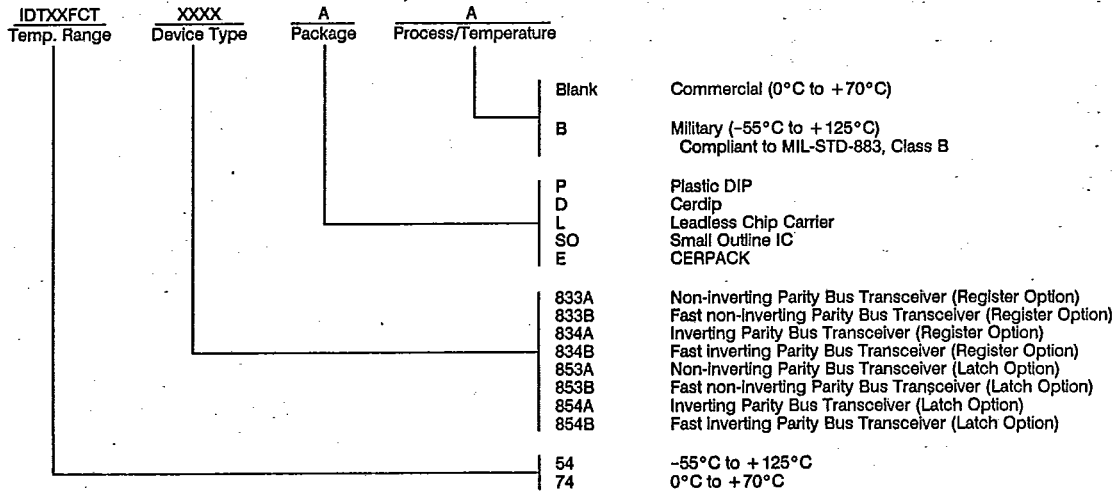 IDTXXFCT XXXX A A
Temp. Range Device Type Package Process/Temperature
Blank Commercial (0°C to +70°C)
B Military (–55°C to +125°C)
Compliant to MIL-STD-883, Class B
P Plastic DIP
D Cerdip
L Leadless Chip Carrier
SO Small Outline IC
E CERPACK
833A Non-inverting Parity Bus Transceiver (Register Option)
833B Fast non-inverting Parity Bus Transceiver (Register Option)
834A Inverting Parity Bus Transceiver (Register Option)
834B Fast inverting Parity Bus Transceiver (Register Option)
853A Non-inverting Parity Bus Transceiver (Latch Option)
853B Fast non-inverting Parity Bus Transceiver (Latch Option)
854A Inverting Parity Bus Transceiver (Latch Option)
854B Fast inverting Parity Bus Transceiver (Latch Option)
54 –55°C to +125°C
74 0°C to +70°C